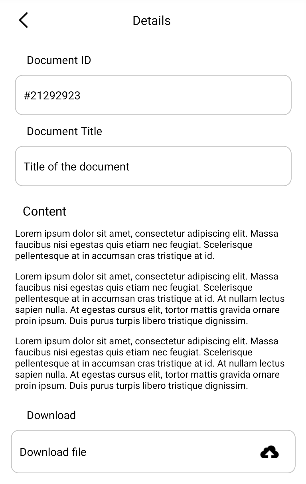 Details
Document ID
#21292923
Document Title
Title of the document
Content
Lorem ipsum dolor sit amet, consectetur adipiscing elit. Massa
faucibus nisi egestas quis etiam nec feugiat. Scelerisque
pellentesque at in accumsan cras tristique at id.
Lorem ipsum dolor sit amet, consectetur adipiscing elit. Massa
faucibus nisi egestas quis etiam nec feugiat. Scelerisque
pellentesque at in accumsan cras tristique at id. At nullam lectus
sapien nulla. At egestas cursus elit, tortor mattis gravida ornare
proin ipsum. Duis purus turpis libero tristique dignissim.
Lorem ipsum dolor sit amet, consectetur adipiscing elit. Massa
faucibus nisi egestas quis etiam nec feugiat. Scelerisque
pellentesque at in accumsan cras tristique at id. At nullam lectus
sapien nulla. At egestas cursus elit, tortor mattis gravida ornare
proin ipsum. Duis purus turpis libero tristique dignissim.
Download
Download file